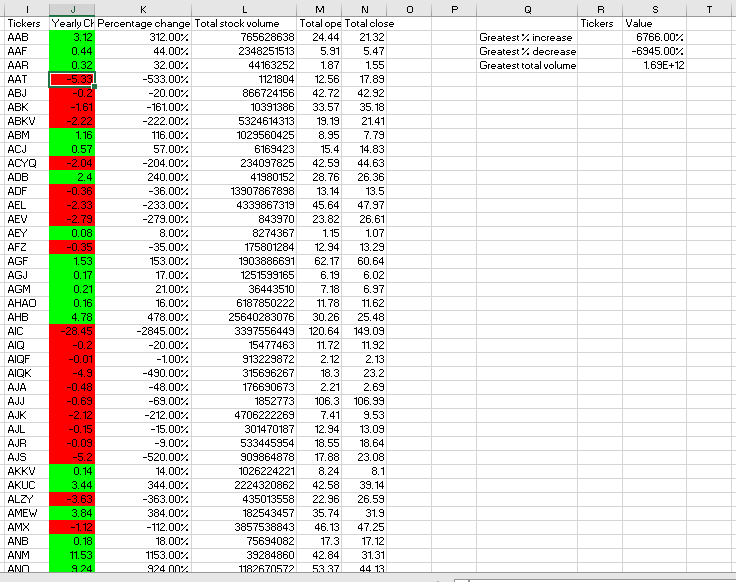 I J K L M N O P Q R S T
Tickers Yearly Ch Percentage change Total stock volume Total ope Total close Tickers Value
AAB 3.12 312.00% 765628638 24.44 21.32 Greatest % increase 6766.00%
AAF 0.44 44.00% 2348251513 5.91 5.47 Greatest % decrease -6945.00%
AAR 0.32 32.00% 44163252 1.87 1.55 Greatest total volume 1.69E+12
AAT -5.33 -533.00% 1121804 12.56 17.89
ABJ -0.2 -20.00% 866724156 42.72 42.92
ABK -1.61 -161.00% 10391386 33.57 35.18
ABKV -2.22 -222.00% 5324614313 19.19 21.41
ABM 1.16 116.00% 1029560425 8.95 7.79
ACJ 0.57 57.00% 6169423 15.4 14.83
ACYQ -2.04 -204.00% 234097825 42.59 44.63
ADB 2.4 240.00% 41980152 28.76 26.36
ADF -0.36 -36.00% 13907867898 13.14 13.5
AEL -2.33 -233.00% 4339867319 45.64 47.97
AEV -2.79 -279.00% 843970 23.82 26.61
AEY 0.08 8.00% 8274367 1.15 1.07
AFZ -0.35 -35.00% 175801284 12.94 13.29
AGF 1.53 153.00% 1903886691 62.17 60.64
AGJ 0.17 17.00% 1251599165 6.19 6.02
AGM 0.21 21.00% 36443510 7.18 6.97
AHAO 0.16 16.00% 6187850222 11.78 11.62
AHB 4.78 478.00% 25640283076 30.26 25.48
AIC -28.45 -2845.00% 3397556449 120.64 149.09
AIQ -0.2 -20.00% 15477463 11.72 11.92
AIQF -0.01 -1.00% 913229872 2.12 2.13
AIQK -4.9 -490.00% 315696267 18.3 23.2
AJA -0.48 -48.00% 176690673 2.21 2.69
AJJ -0.69 -69.00% 1852773 106.3 106.99
AJK -2.12 -212.00% 4706222269 7.41 9.53
AJL -0.15 -15.00% 301470187 12.94 13.09
AJR -0.09 -9.00% 533445954 18.55 18.64
AJS -5.2 -520.00% 909864878 17.88 23.08
AKKV 0.14 14.00% 1026224221 8.24 8.1
AKUC 3.44 344.00% 2224320862 42.58 39.14
ALZY -3.63 -363.00% 435013558 22.96 26.59
AMEW 3.84 384.00% 182543457 35.74 31.9
AMX -1.12 -112.00% 3857538843 46.13 47.25
ANB 0.18 18.00% 75694082 17.3 17.12
ANM 11.53 1153.00% 39284860 42.84 31.31
ANO 9.24 924.00% 1182670572 53.37 44.13